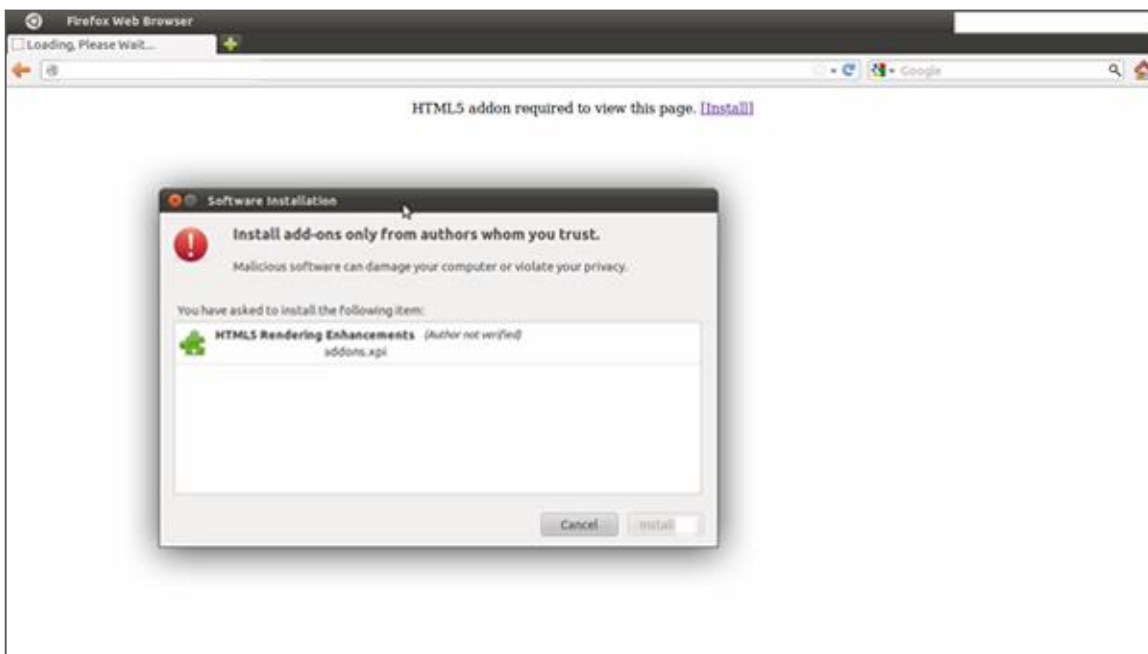 Firefox Web Browser
Loading, Please Wait...
Google
HTML5 addon required to view this page. [Install]
Software Installation
Install add-ons only from authors whom you trust.
Malicious software can damage your computer or violate your privacy.
You have asked to install the following item:
HTML5 Rendering Enhancements (Author not verified)
addons.xpi
Cancel Install